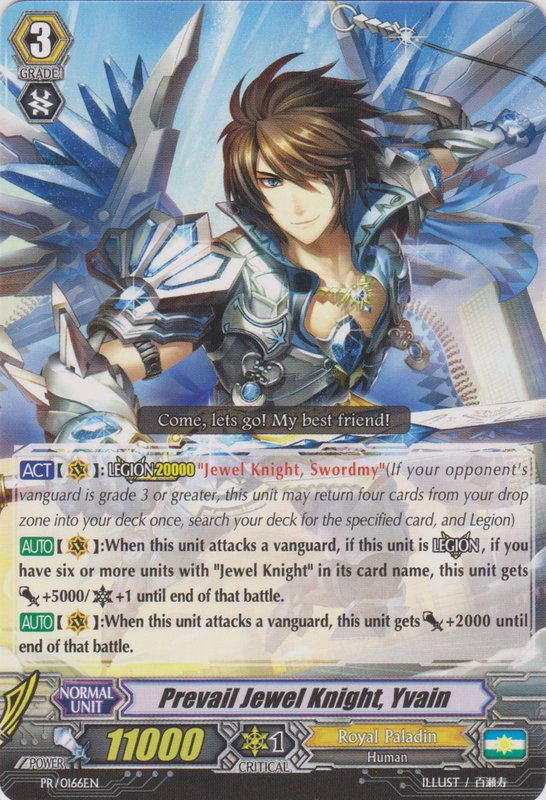 3
GRADE
Come, lets go! My best friend!
ACT【 】: LEGION 20000 "Jewel Knight, Swordmy"(If your opponent's
vanguard is grade 3 or greater, this unit may return four cards from your drop
zone into your deck once, search your deck for the specified card, and Legion)
AUTO【 】:When this unit attacks a vanguard, if this unit is LEGION, if you
have six or more units with "Jewel Knight" in its card name, this unit gets
+5000/ +1 until end of that battle.
AUTO【 】:When this unit attacks a vanguard, this unit gets +2000 until
end of that battle.
NORMAL
UNIT
Prevail Jewel Knight, Yvain
POWER
11000
1
CRITICAL
Royal Paladin
Human
PR/0166EN
ILLUST / 百瀬寿